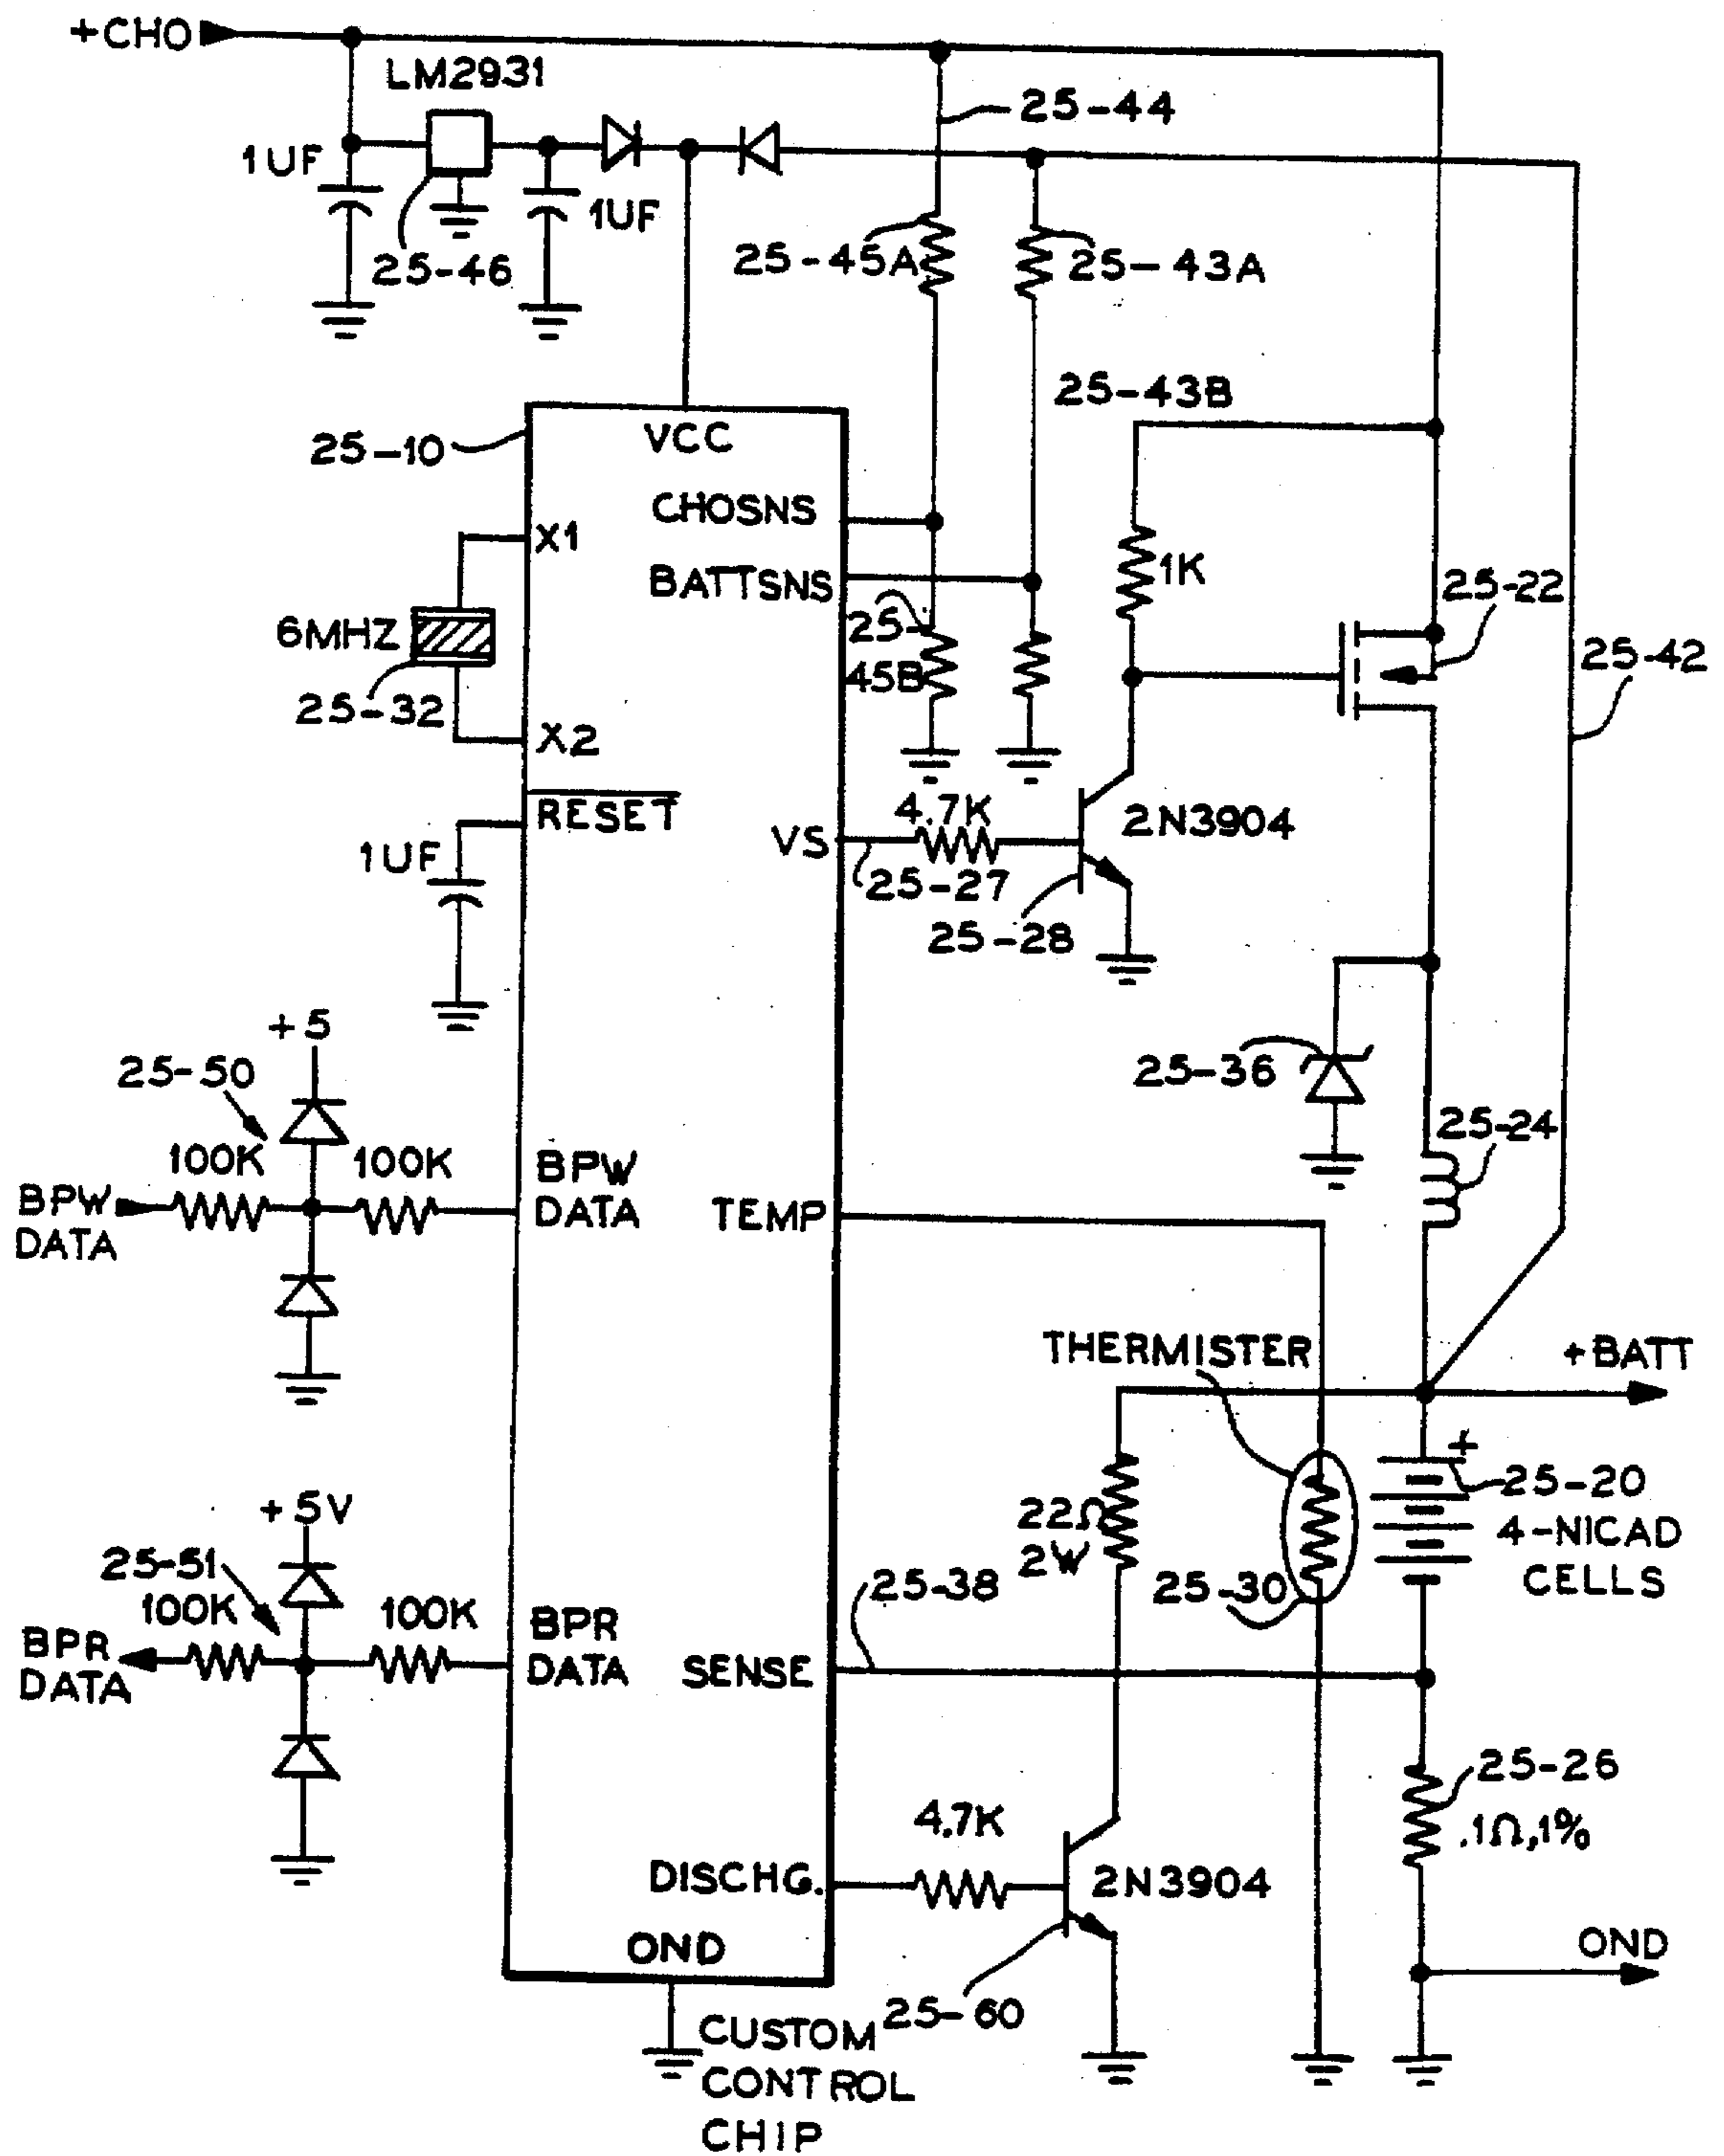 +CHO
LM2931
25-44
1UF
1UF
25-46
25-45A
25-43A
25-43B
25-10
VCC
CHOSNS
X1
BATTSNS
1K
25-22
6MHZ
25-
45B
25-42
25-32
X2
RESET
4.7K
2N3904
1UF
VS
25-27
25-28
+5
25-50
25-36
25-24
100K
100K
BPW
DATA
BPW
DATA
TEMP
THERMISTER
+BATT
+
25-20
4-NICAD
CELLS
22Ω
2W
+5V
25-51
25-38
25-30
100K
100K
BPR
DATA
BPR
DATA
SENSE
25-26
.1Ω,1%
4.7K
DISCHG.
2N3904
OND
OND
25-60
CUSTOM
CONTROL
CHIP